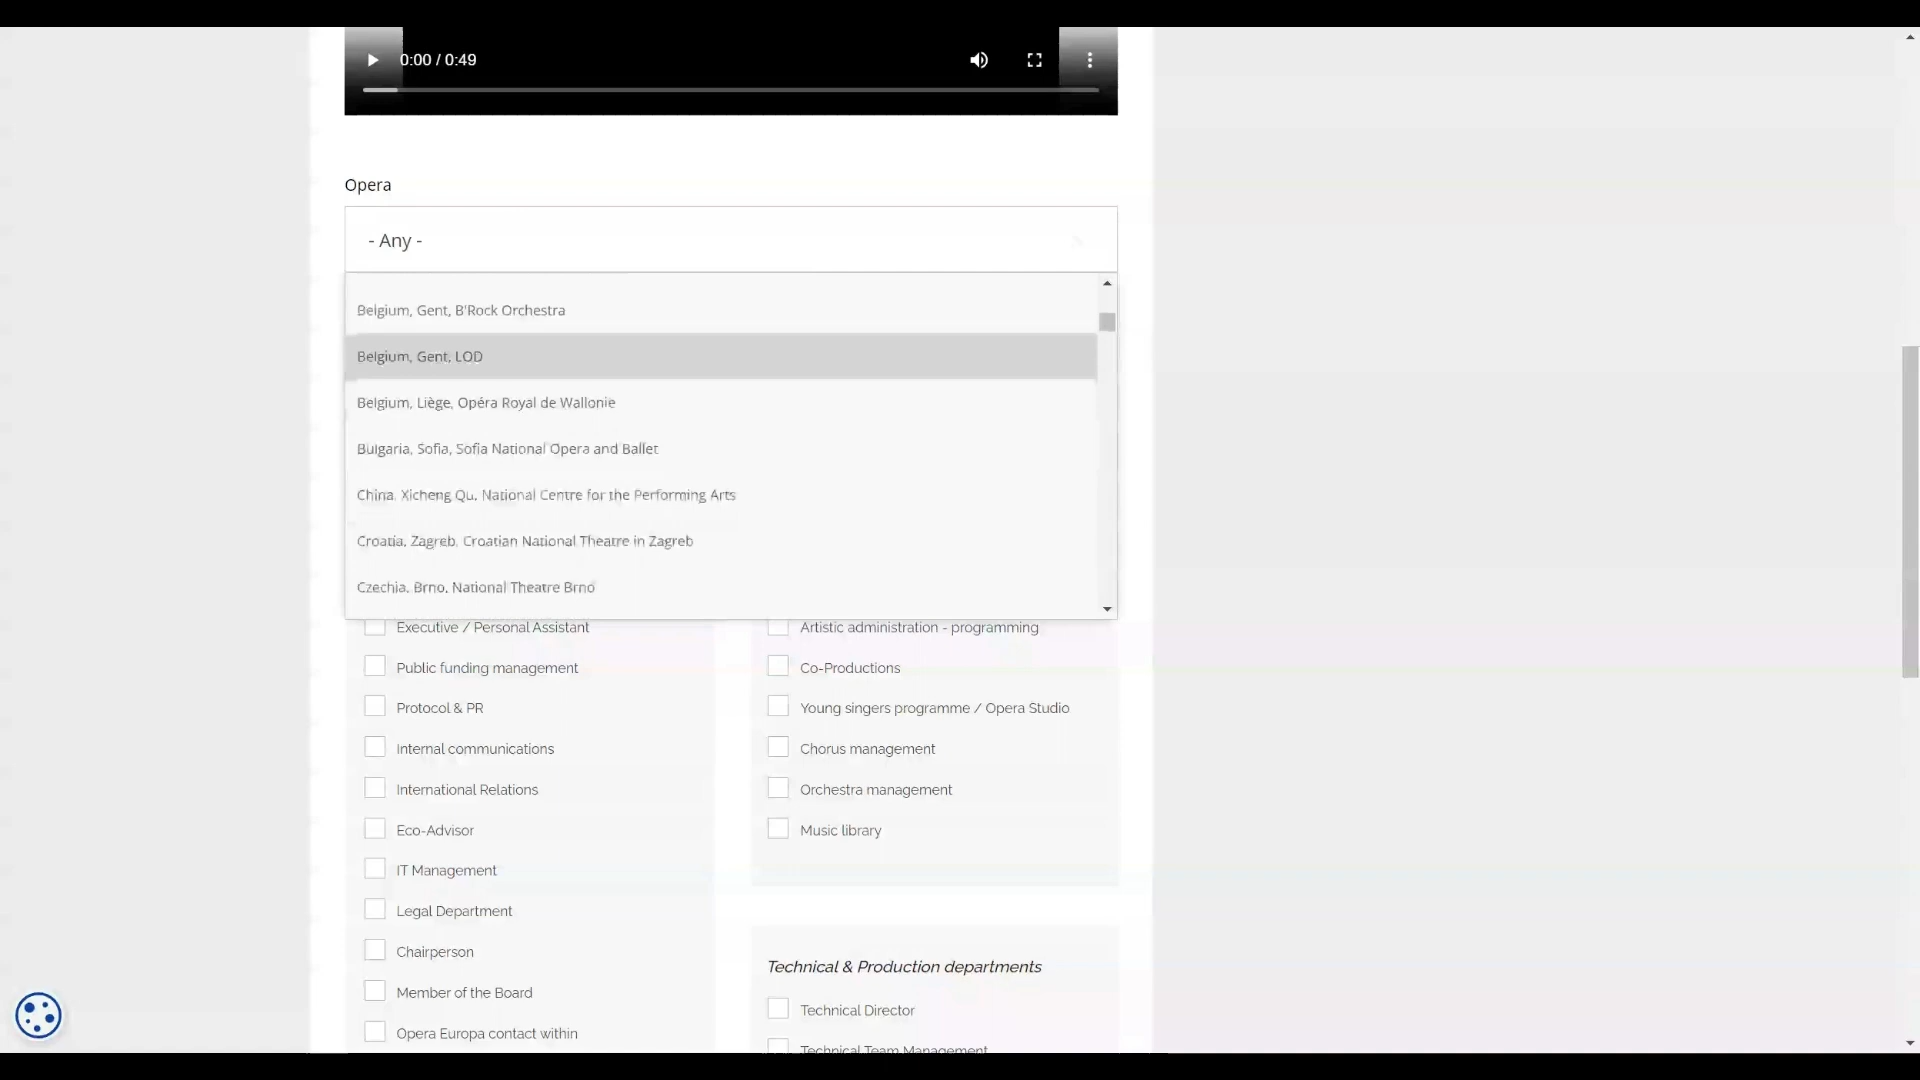 0:00 / 0:49
Opera
- Any -
Belgium, Gent, B'Rock Orchestra
Belgium, Gent, LOD
Belgium, Liège, Opéra Royal de Wallonie
Bulgaria, Sofia, Sofia National Opera and Ballet
China, Xicheng Qu, National Centre for the Performing Arts
Croatia, Zagreb, Croatian National Theatre in Zagreb
Czechia, Brno, National Theatre Brno
Executive / Personal Assistant
Public funding management
Protocol & PR
Internal communications
International Relations
Eco-Advisor
IT Management
Legal Department
Chairperson
Member of the Board
Opera Europa contact within
Artistic administration - programming
Co-Productions
Young singers programme / Opera Studio
Chorus management
Orchestra management
Music library
Technical & Production departments
Technical Director
Technical Team Management